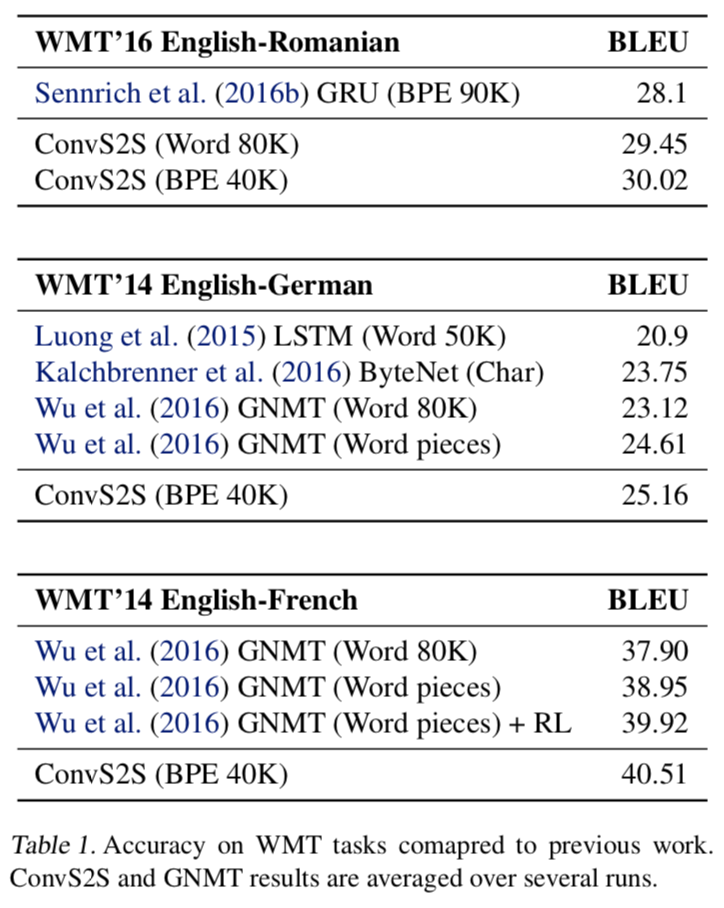 WMT'16 English-Romanian BLEU
Sennrich et al. (2016b) GRU (BPE 90K) 28.1
ConvS2S (Word 80K) 29.45
ConvS2S (BPE 40K) 30.02
WMT'14 English-German BLEU
Luong et al. (2015) LSTM (Word 50K) 20.9
Kalchbrenner et al. (2016) ByteNet (Char) 23.75
Wu et al. (2016) GNMT (Word 80K) 23.12
Wu et al. (2016) GNMT (Word pieces) 24.61
ConvS2S (BPE 40K) 25.16
WMT'14 English-French BLEU
Wu et al. (2016) GNMT (Word 80K) 37.90
Wu et al. (2016) GNMT (Word pieces) 38.95
Wu et al. (2016) GNMT (Word pieces) + RL 39.92
ConvS2S (BPE 40K) 40.51
Table 1. Accuracy on WMT tasks comapred to previous work.
ConvS2S and GNMT results are averaged over several runs.